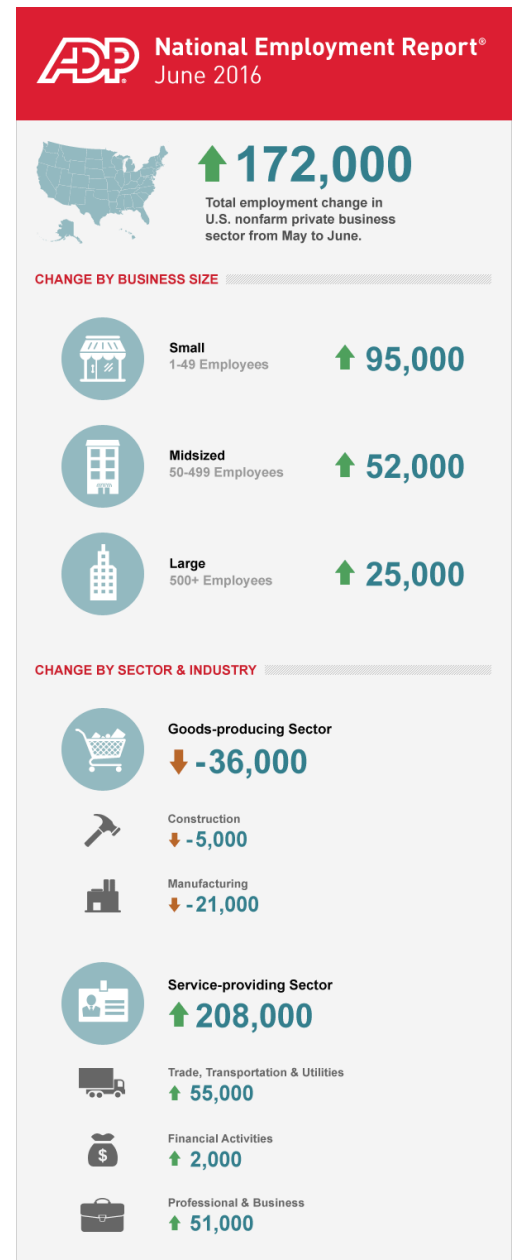 ADP
National Employment Report®
June 2016
172,000
Total employment change in
U.S. nonfarm private business
sector from May to June.
CHANGE BY BUSINESS SIZE
Small
1-49 Employees
95,000
Midsized
50-499 Employees
52,000
Large
500+ Employees
25,000
CHANGE BY SECTOR & INDUSTRY
Goods-producing Sector
-36,000
Construction
-5,000
Manufacturing
-21,000
Service-providing Sector
208,000
Trade, Transportation & Utilities
55,000
$
Financial Activities
2,000
Professional & Business
51,000